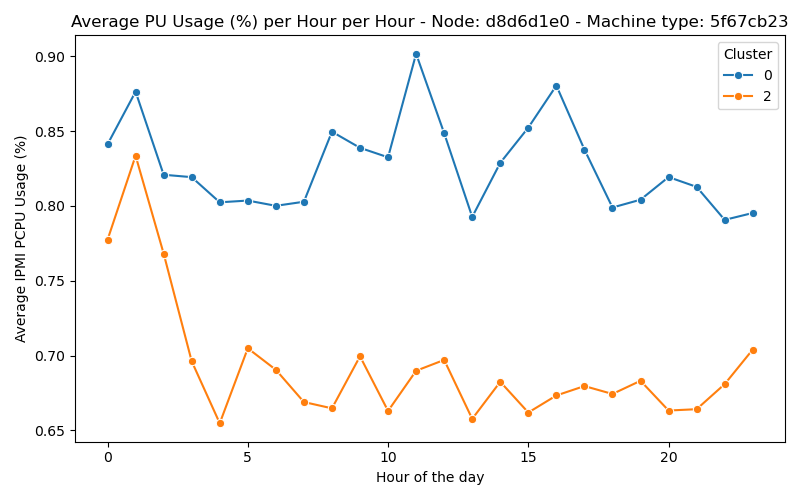 Average PU Usage (%) per Hour per Hour - Node: d8d6d1e0 - Machine type: 5f67cb23
Average IPMI PCPU Usage (%)
0.90
0.85
0.80
0.75
0.70
0.65
Cluster
0
2
0 5 10 15 20
Hour of the day